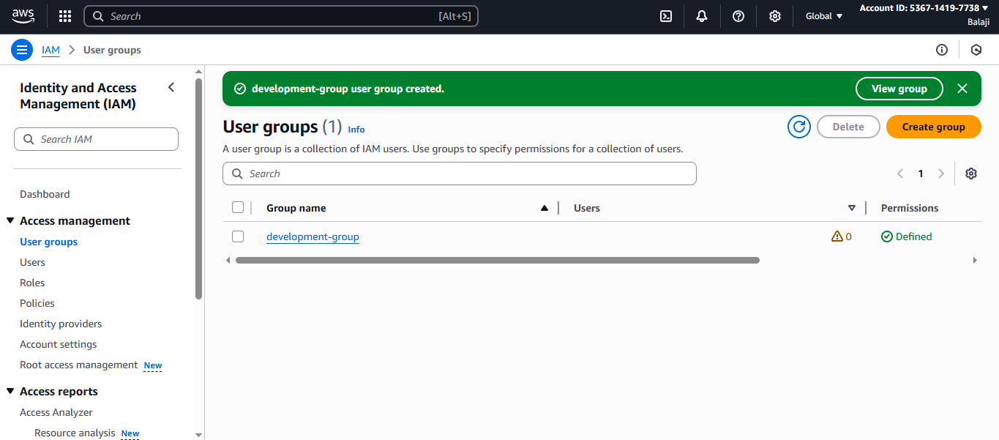 aws
Search [Alt+S]
Global
Account ID: 5367-1419-7738
Balaji
IAM
User groups
Identity and Access
Management (IAM)
Search IAM
Dashboard
Access management
User groups
Users
Roles
Policies
Identity providers
Account settings
Root access management New
Access reports
Access Analyzer
Resource analysis New
development-group user group created.
View group
User groups (1) Info
Delete
Create group
A user group is a collection of IAM users. Use groups to specify permissions for a collection of users.
Search
1
Group name Users Permissions
development-group 0 Defined